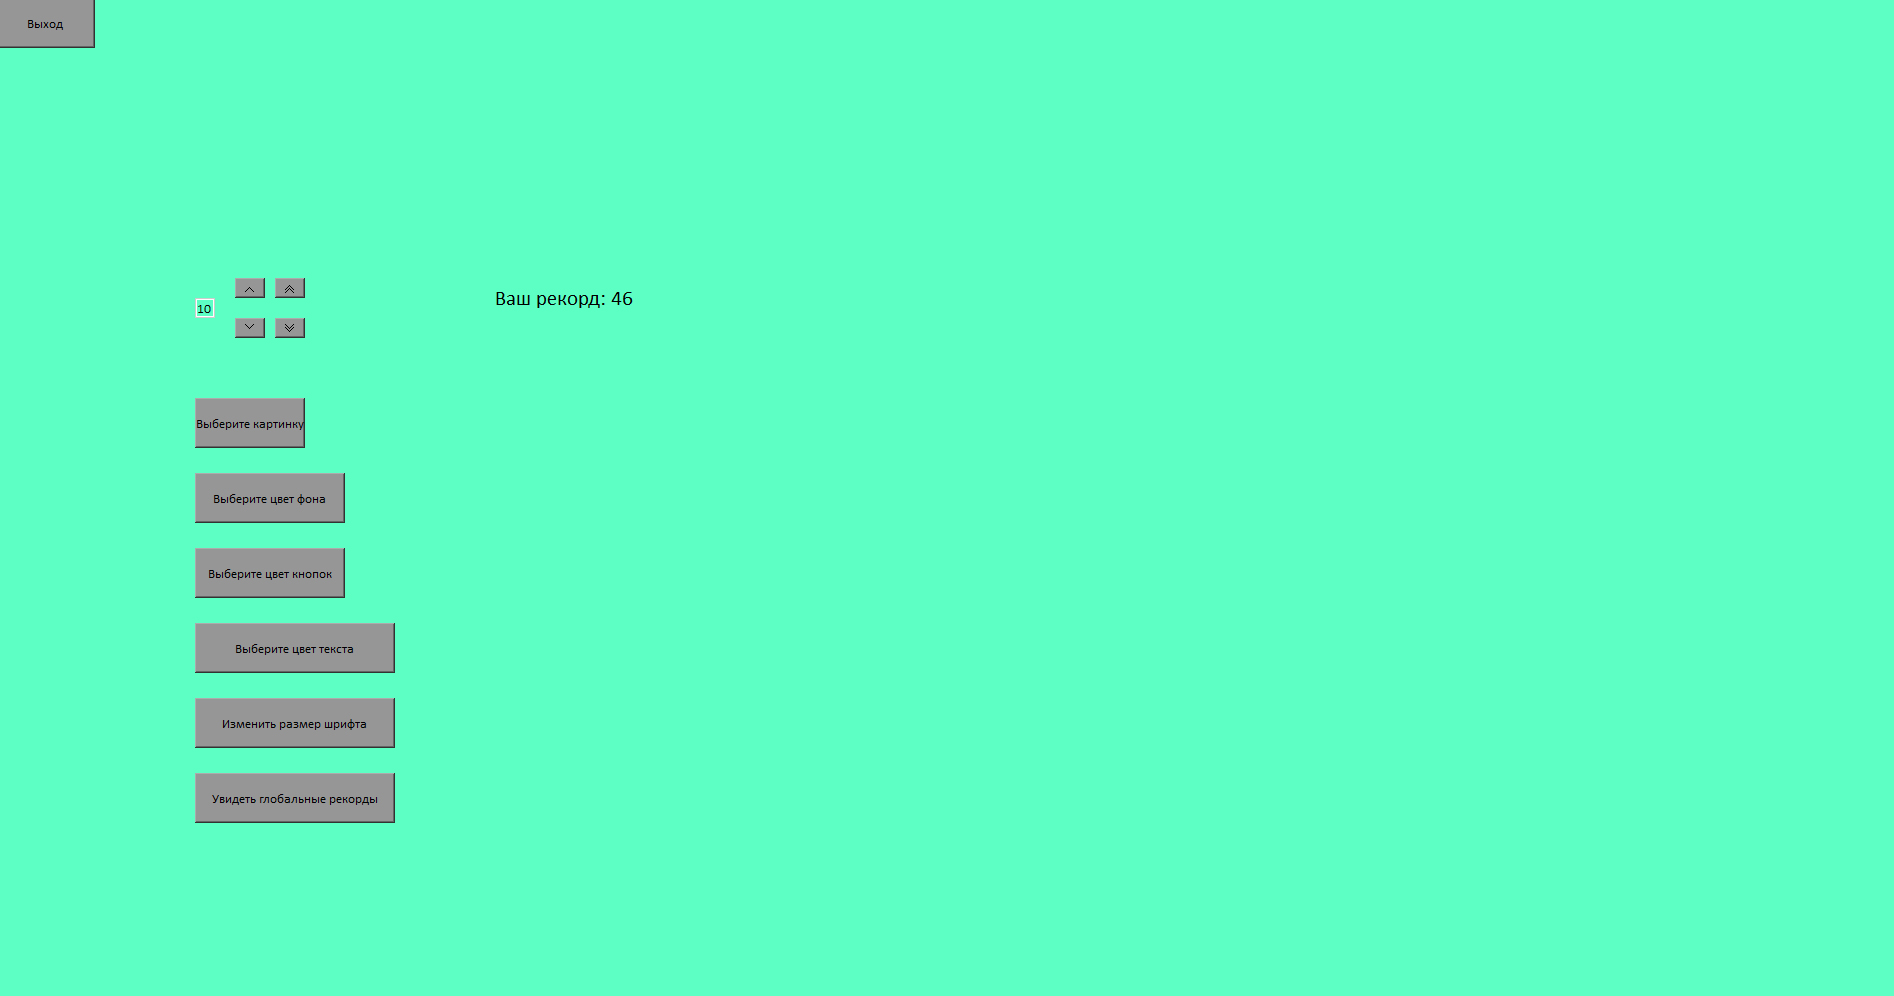 Выход
10
Ваш рекорд: 46
Выберите картинку
Выберите цвет фона
Выберите цвет кнопок
Выберите цвет текста
Изменить размер шрифта
Увидеть глобальные рекорды